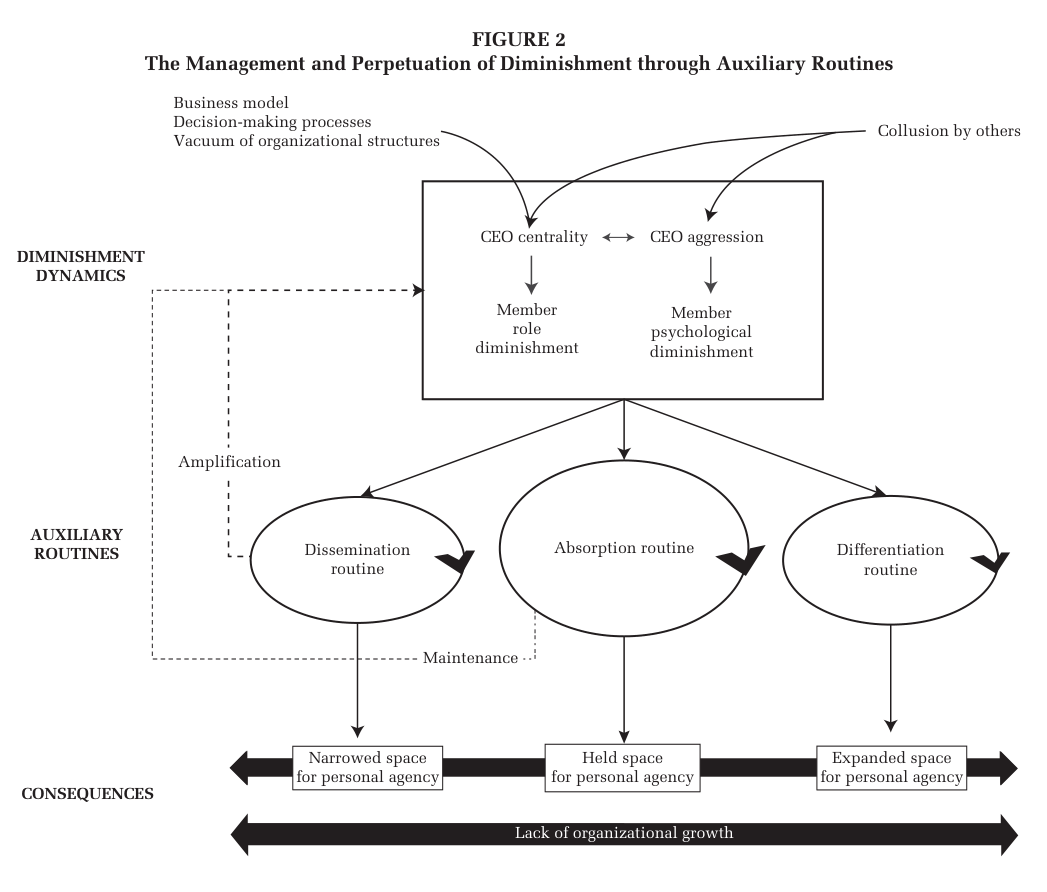 FIGURE 2
The Management and Perpetuation of Diminishment through Auxiliary Routines
Business model
Decision-making processes
Vacuum of organizational structures
Collusion by others
CEO centrality
CEO aggression
DIMINISHMENT
DYNAMICS
Member
role
diminishment
Member
psychological
diminishment
Amplification
AUXILIARY
ROUTINES
Dissemination
routine
Absorption routine
Differentiation
routine
Maintenance
Narrowed space
for personal agency
Held space
for personal agency
Expanded space
for personal agency
CONSEQUENCES
Lack of organizational growth